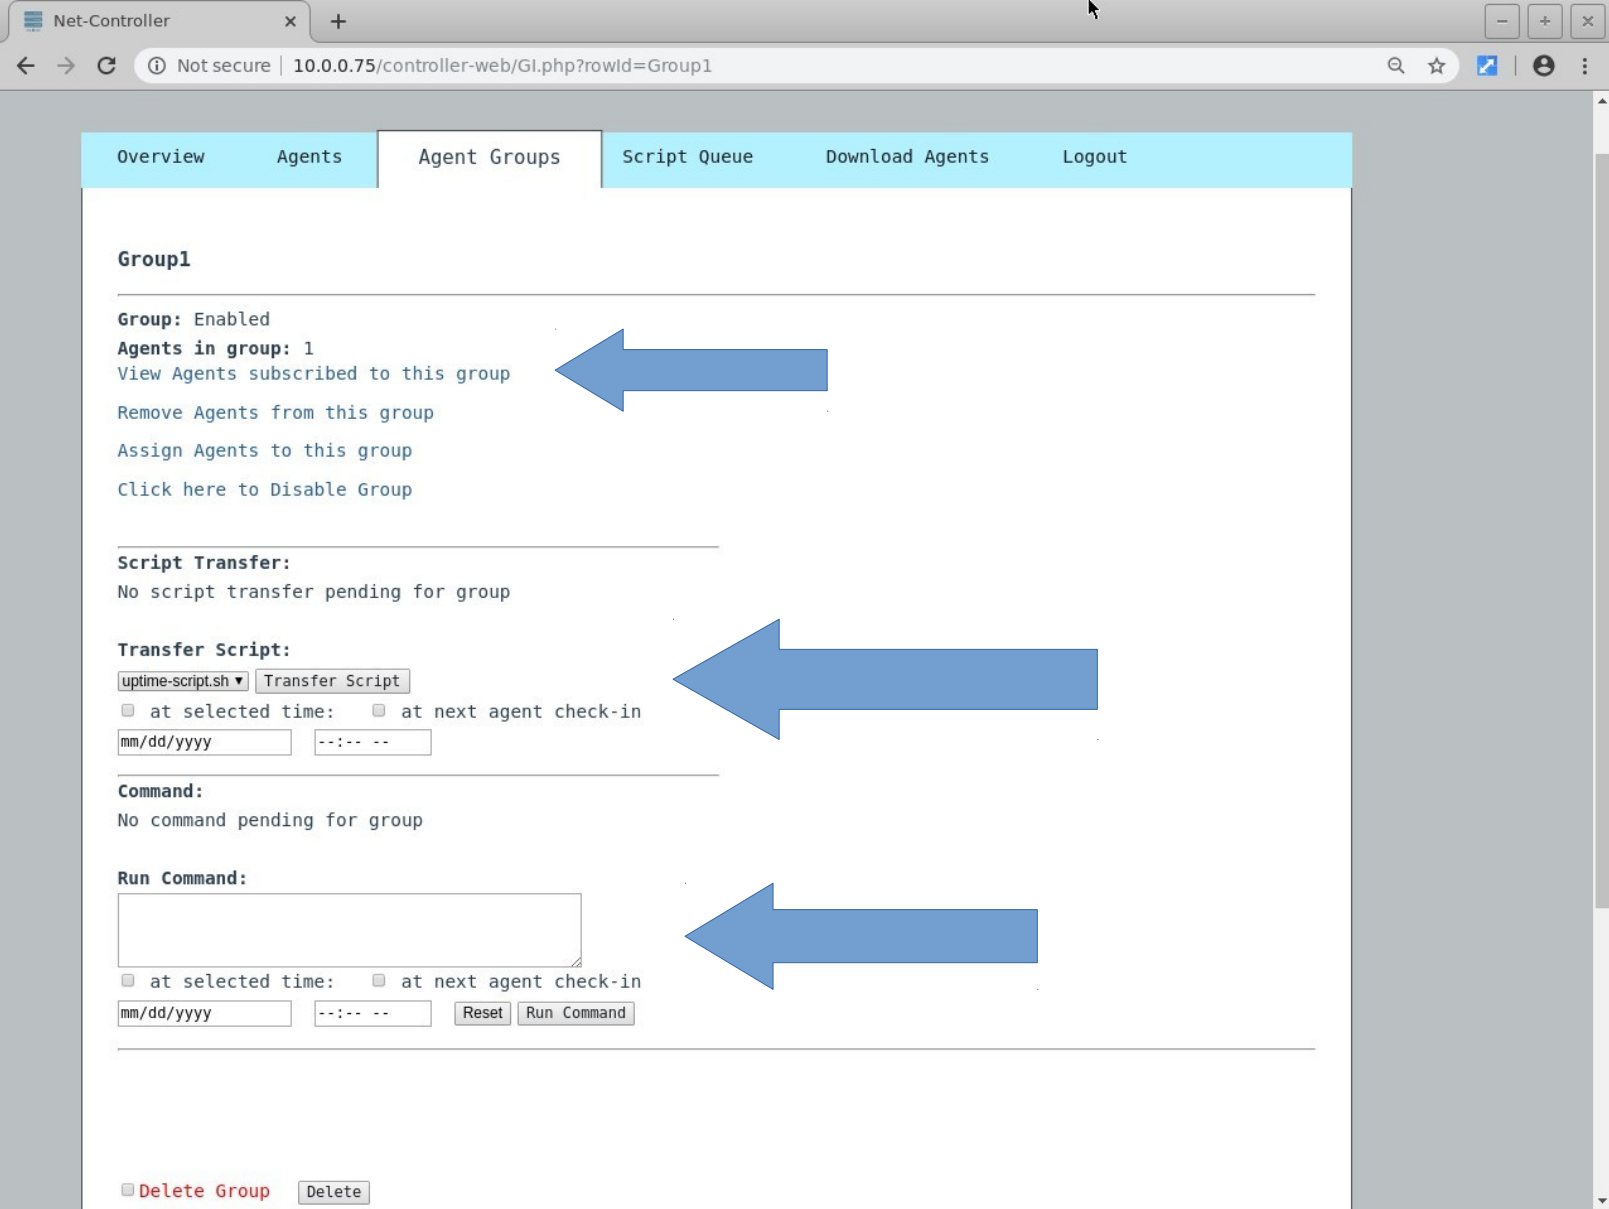 Net-Controller
Not secure 10.0.0.75/controller-web/GI.php?rowId=Group1
Overview Agents Agent Groups Script Queue Download Agents Logout
Group1
Group: Enabled
Agents in group: 1
View Agents subscribed to this group
Remove Agents from this group
Assign Agents to this group
Click here to Disable Group
Script Transfer:
No script transfer pending for group
Transfer Script:
uptime-script.sh Transfer Script
at selected time: at next agent check-in
mm/dd/yyyy --:-- --
Command:
No command pending for group
Run Command:
at selected time: at next agent check-in
mm/dd/yyyy --:-- -- Reset Run Command
Delete Group Delete